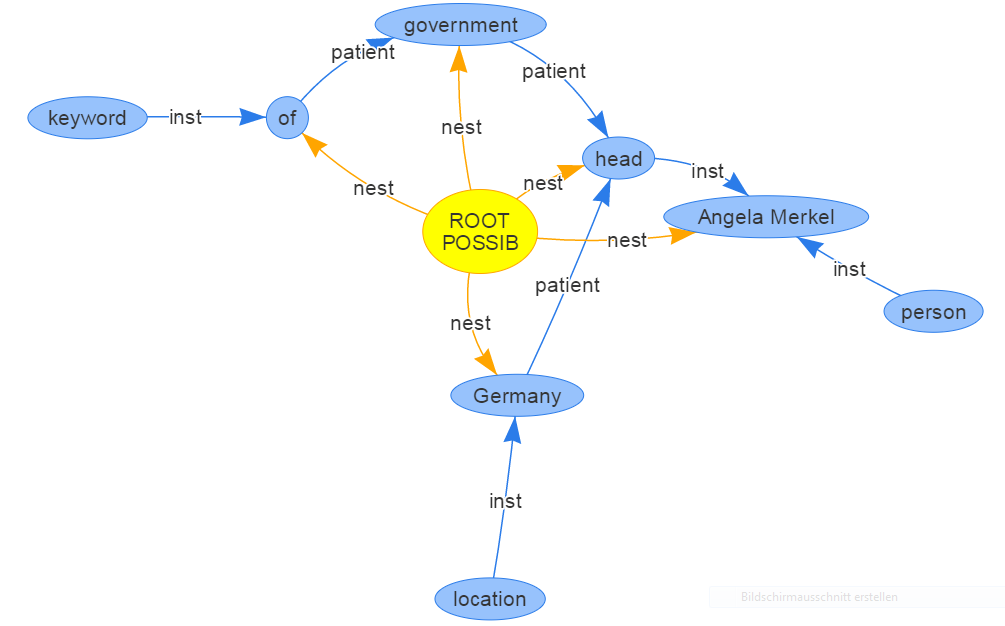 government
patient
patient
keyword
inst
of
nest
head
inst
nest
nest
Angela Merkel
ROOT
POSSIB
nest
inst
patient
person
nest
Germany
inst
location
Bildschirmausschnitt erstellen